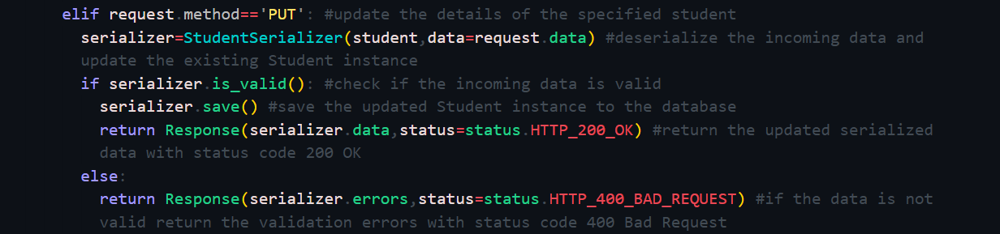 elif request.method=='PUT': #update the details of the specified student
serializer=StudentSerializer(student,data=request.data) #deserialize the incoming data and
update the existing Student instance
if serializer.is_valid(): #check if the incoming data is valid
serializer.save() #save the updated Student instance to the database
return Response(serializer.data,status=status.HTTP_200_OK) #return the updated serialized
data with status code 200 OK
else:
return Response(serializer.errors,status=status.HTTP_400_BAD_REQUEST) #if the data is not
valid return the validation errors with status code 400 Bad Request